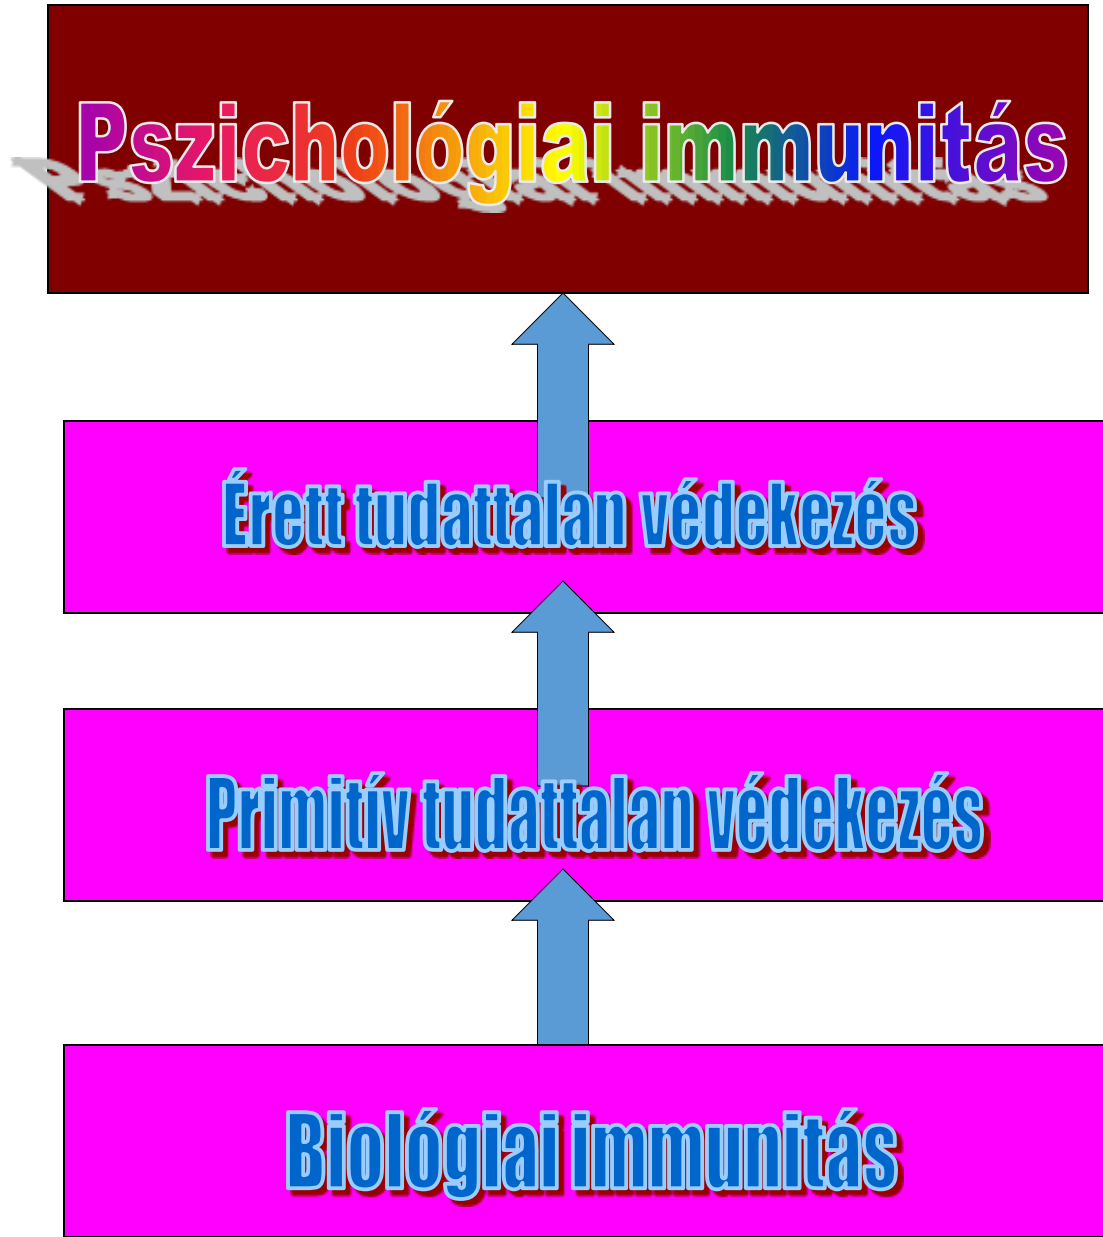 Pszichológiai immunitás
Érett tudattalan védekezés
Primitív tudattalan védekezés
Biológiai immunitás